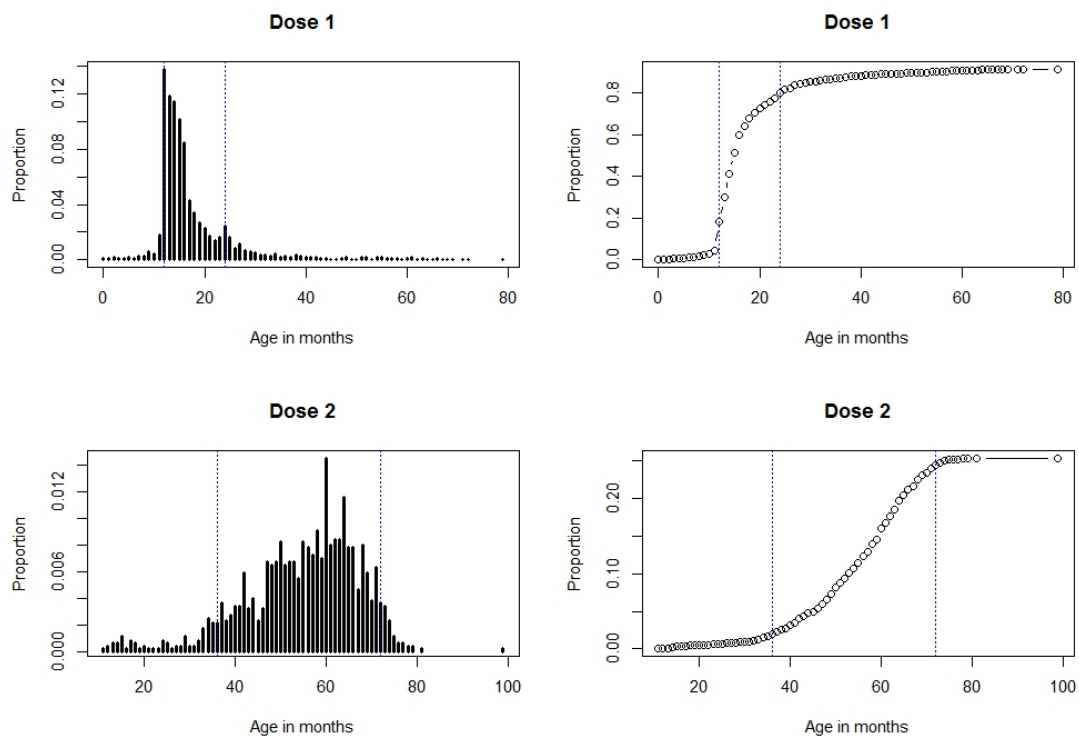 Dose 1
Proportion
0.00 0.04 0.08 0.12
0 20 40 60 80
Age in months
Dose 1
Proportion
0.0 0.2 0.4 0.6 0.8
0 20 40 60 80
Age in months
Dose 2
Proportion
0.000 0.006 0.012
20 40 60 80 100
Age in months
Dose 2
Proportion
0.00 0.10 0.20
20 40 60 80 100
Age in months